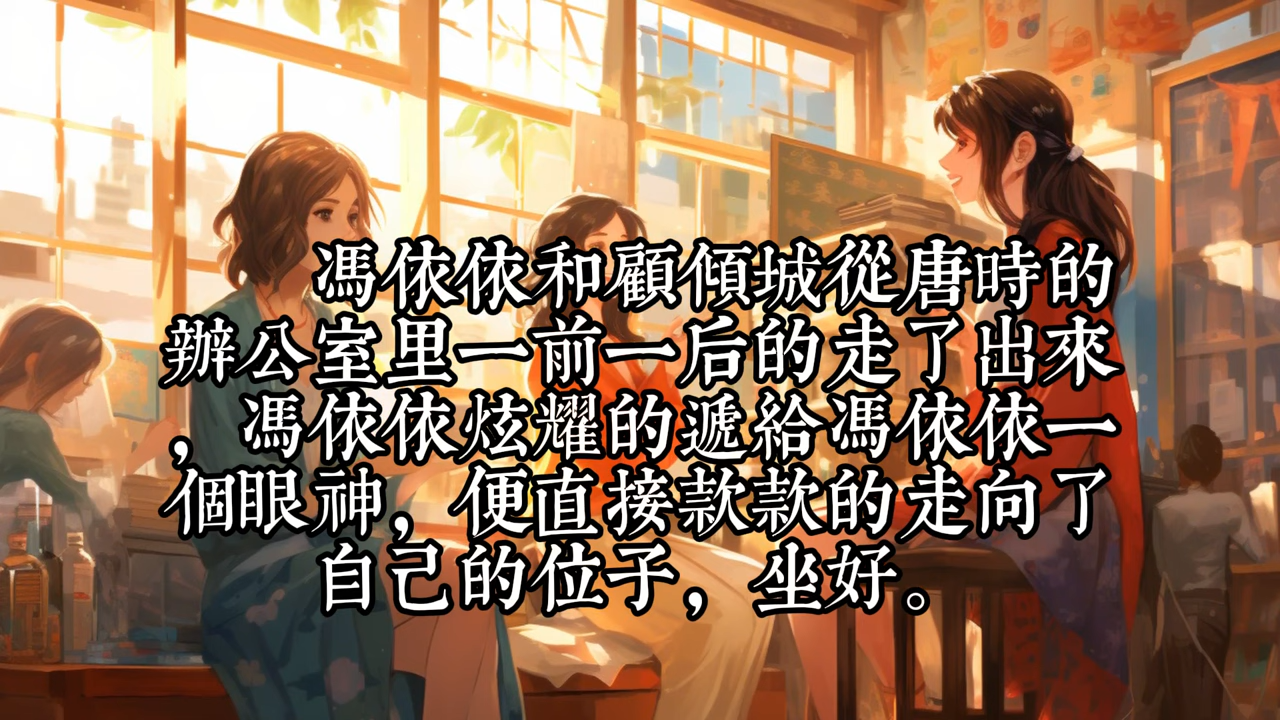 馮依依和顧傾城從唐時的
辦公室里一前一后的走了出來
，馮依依炫耀的遞給馮依依一
個眼神，便直接款款的走向了
自己的位子，坐好。